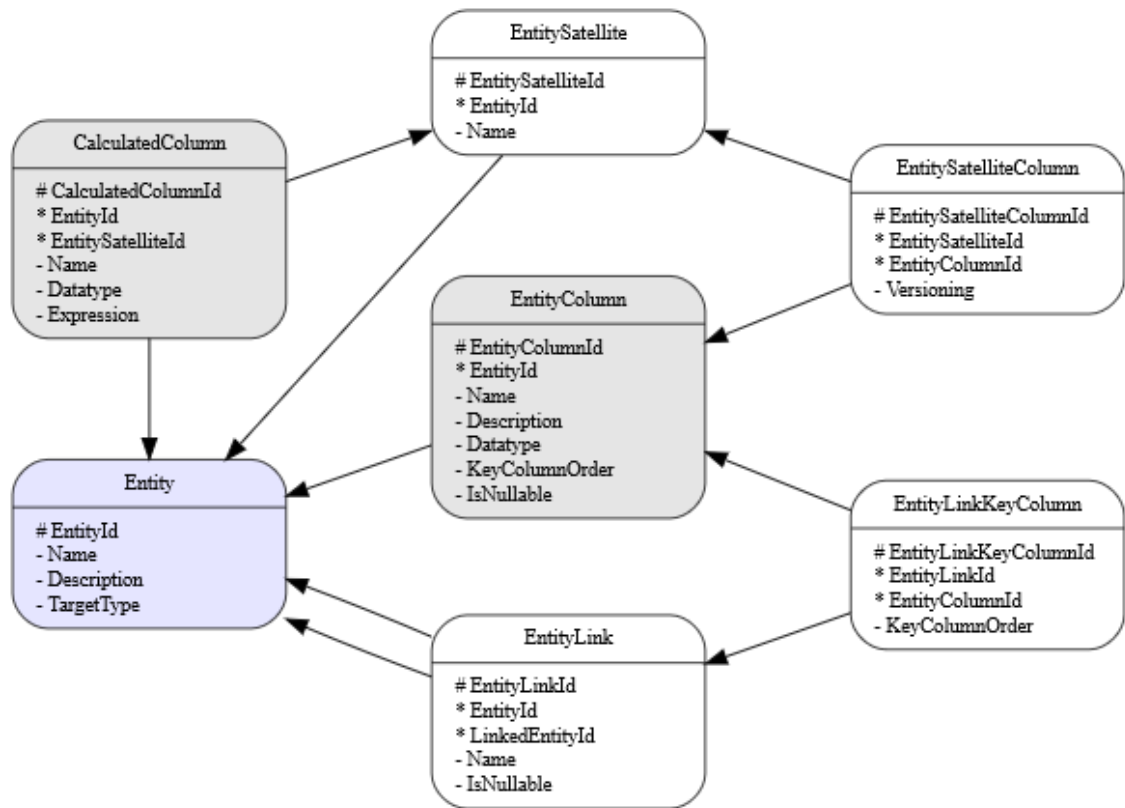 EntitySatellite
# EntitySatelliteId
* EntityId
- Name
CalculatedColumn
# CalculatedColumnId
* EntityId
* EntitySatelliteId
- Name
- Datatype
- Expression
EntitySatelliteColumn
# EntitySatelliteColumnId
* EntitySatelliteId
* EntityColumnId
- Versioning
EntityColumn
# EntityColumnId
* EntityId
- Name
- Description
- Datatype
- KeyColumnOrder
- IsNullable
Entity
# EntityId
- Name
- Description
- TargetType
EntityLinkKeyColumn
# EntityLinkKeyColumnId
* EntityLinkId
* EntityColumnId
- KeyColumnOrder
EntityLink
# EntityLinkId
* EntityId
* LinkedEntityId
- Name
- IsNullable